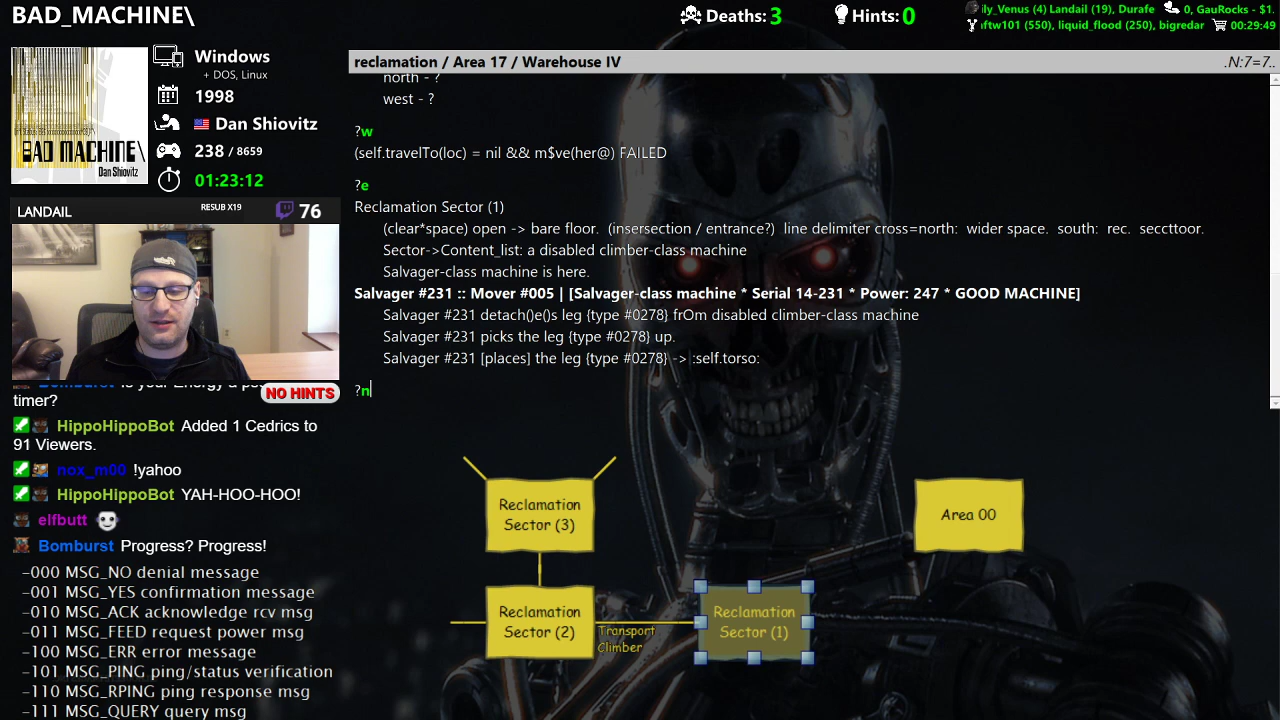 BAD_MACHINE\
Deaths: 3
Hints: 0
ily_Venus (4) Landail (19), Durafe
0, GauRocks - $1.
aftw101 (550), liquid_flood (250), bigredar
00:29:49
BAD MACHINE\
Dan Shiovitz
Windows
+ DOS, Linux
1998
Dan Shiovitz
238 / 8659
01:23:12
LANDAIL
RESUB X19
76
NO HINTS
timer?
HippoHippoBot Added 1 Cedrics to
91 Viewers.
nox_m00 !yahoo
HippoHippoBot YAH-HOO-HOO!
elfbutt
Bomburst Progress? Progress!
-000 MSG_NO denial message
-001 MSG_YES confirmation message
-010 MSG_ACK acknowledge rcv msg
-011 MSG_FEED request power msg
-100 MSG_ERR error message
-101 MSG_PING ping/status verification
-110 MSG_RPING ping response msg
-111 MSG_QUERY query msg
reclamation / Area 17 / Warehouse IV
.N:7=7..
north - ?
west - ?
?w
(self.travelTo(loc) = nil && m$ve(her@) FAILED
?e
Reclamation Sector (1)
(clear*space) open -> bare floor. (insersection / entrance?) line delimiter cross=north: wider space. south: rec. seccttoor.
Sector->Content_list: a disabled climber-class machine
Salvager-class machine is here.
Salvager #231 :: Mover #005 | [Salvager-class machine * Serial 14-231 * Power: 247 * GOOD MACHINE]
Salvager #231 detach()e()s leg {type #0278} frOm disabled climber-class machine
Salvager #231 picks the leg {type #0278} up.
Salvager #231 [places] the leg {type #0278} -> :self.torso:
?n
Reclamation
Sector (3)
Area 00
Reclamation
Sector (2)
Transport
Climber
Reclamation
Sector (1)